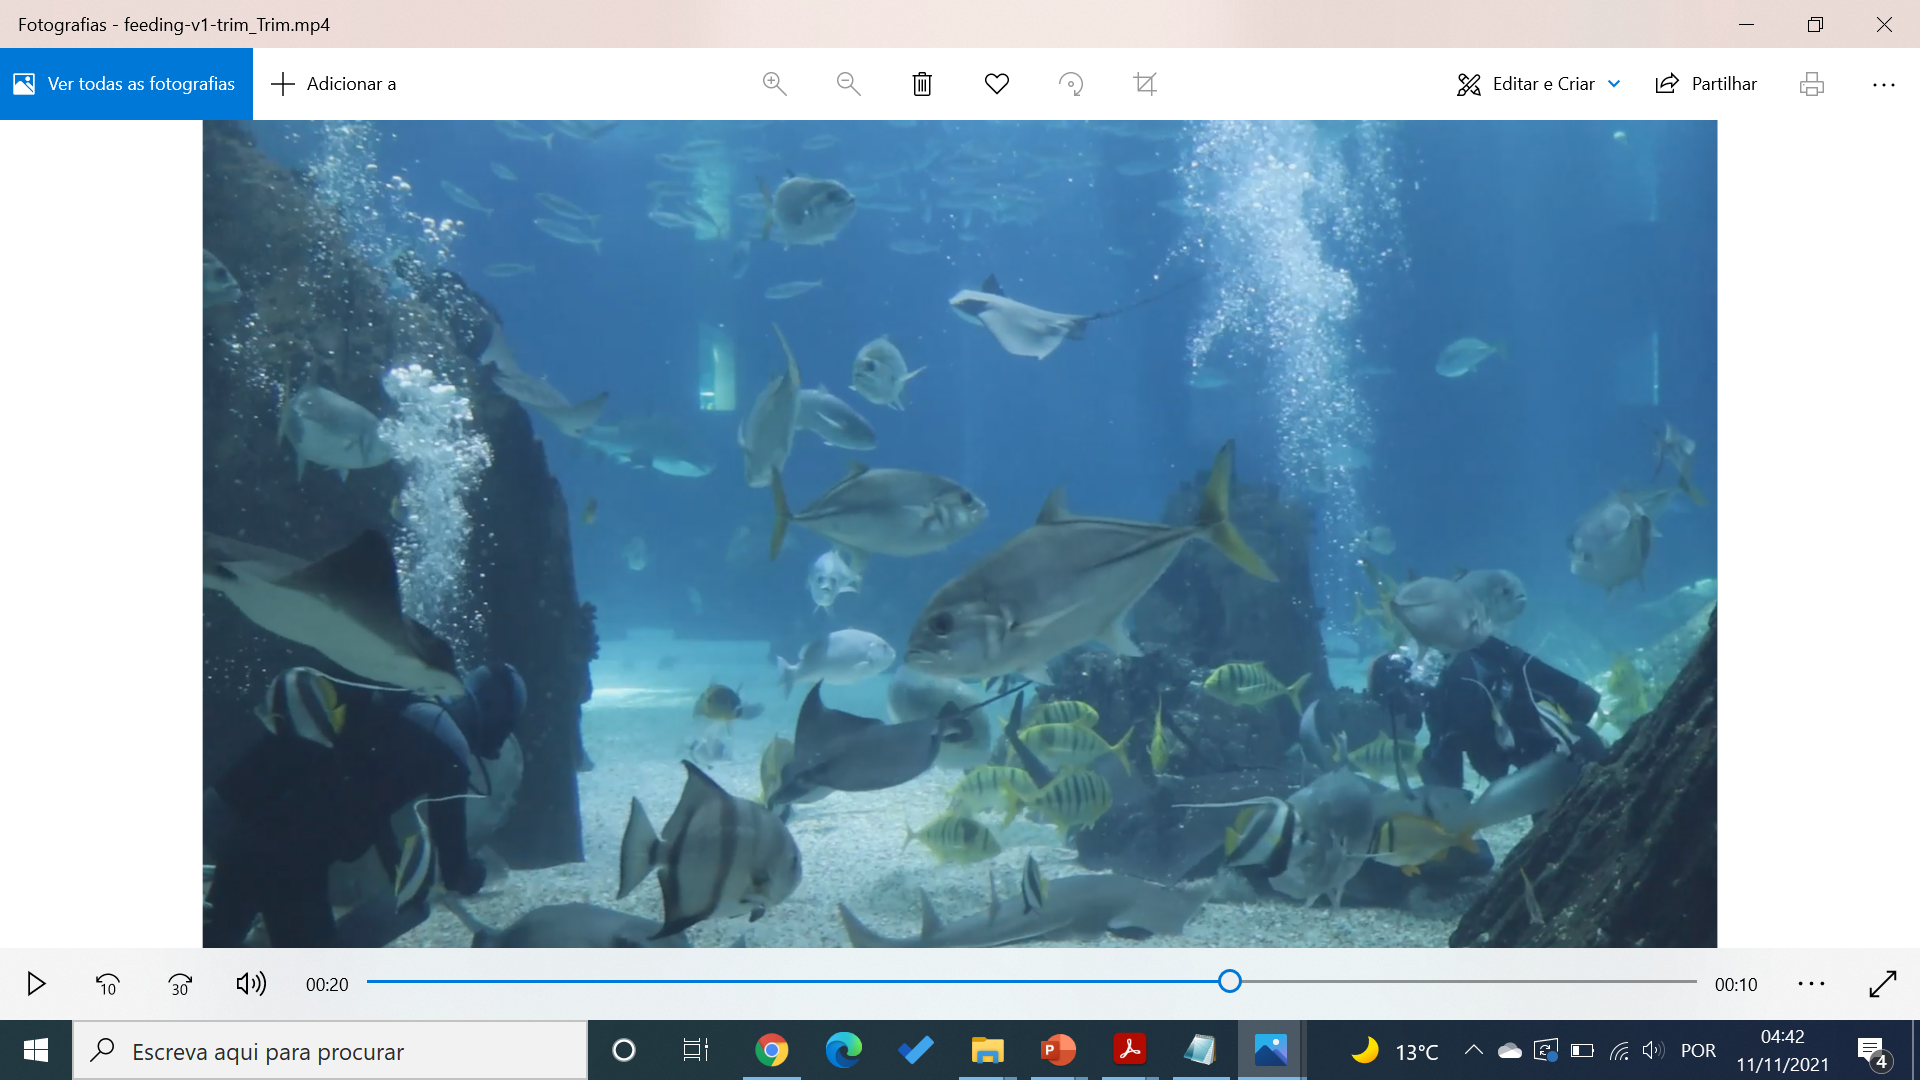 Fotografias - feeding-v1-trim_Trim.mp4
Ver todas as fotografias
Adicionar a
Editar e Criar
Partilhar
10
30
00:20
00:10
Escreva aqui para procurar
P
13°C
POR
04:42
11/11/2021
4